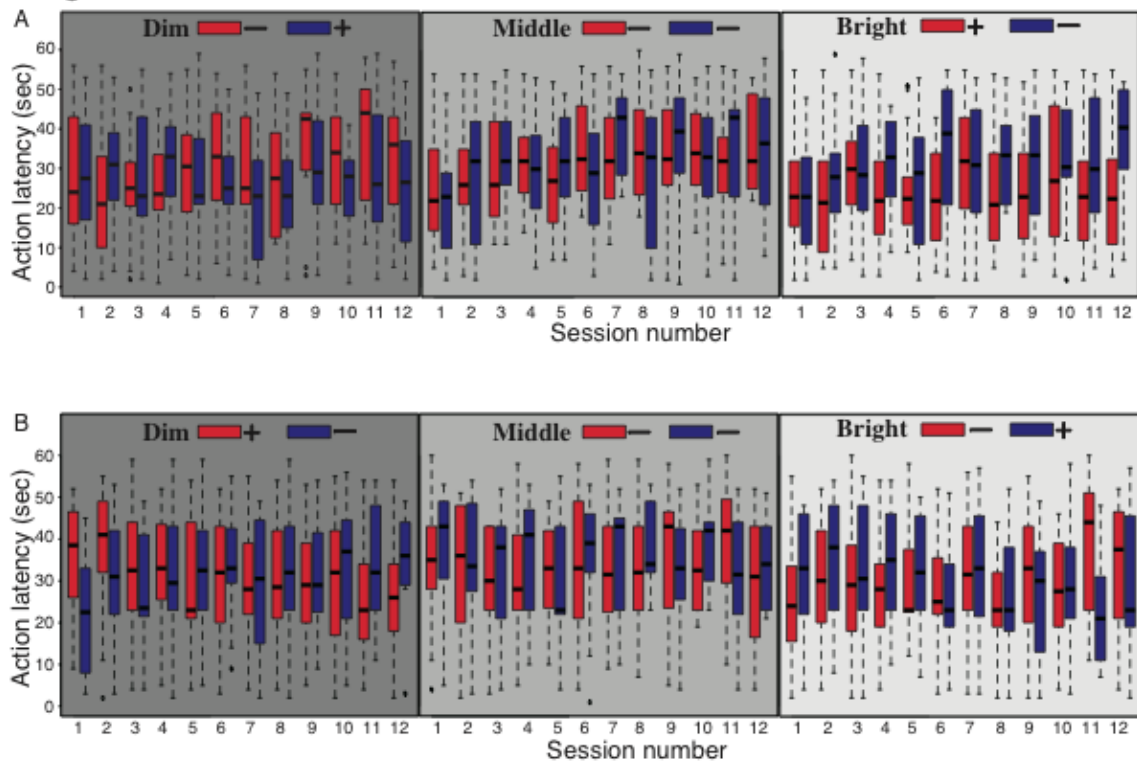 A
Dim − +
Middle − −
Bright + −
Action latency (sec)
60
50
40
30
20
10
0
1 2 3 4 5 6 7 8 9 10 11 12
1 2 3 4 5 6 7 8 9 10 11 12
1 2 3 4 5 6 7 8 9 10 11 12
Session number
B
Dim + −
Middle − −
Bright − +
Action latency (sec)
60
50
40
30
20
10
0
1 2 3 4 5 6 7 8 9 10 11 12
1 2 3 4 5 6 7 8 9 10 11 12
1 2 3 4 5 6 7 8 9 10 11 12
Session number